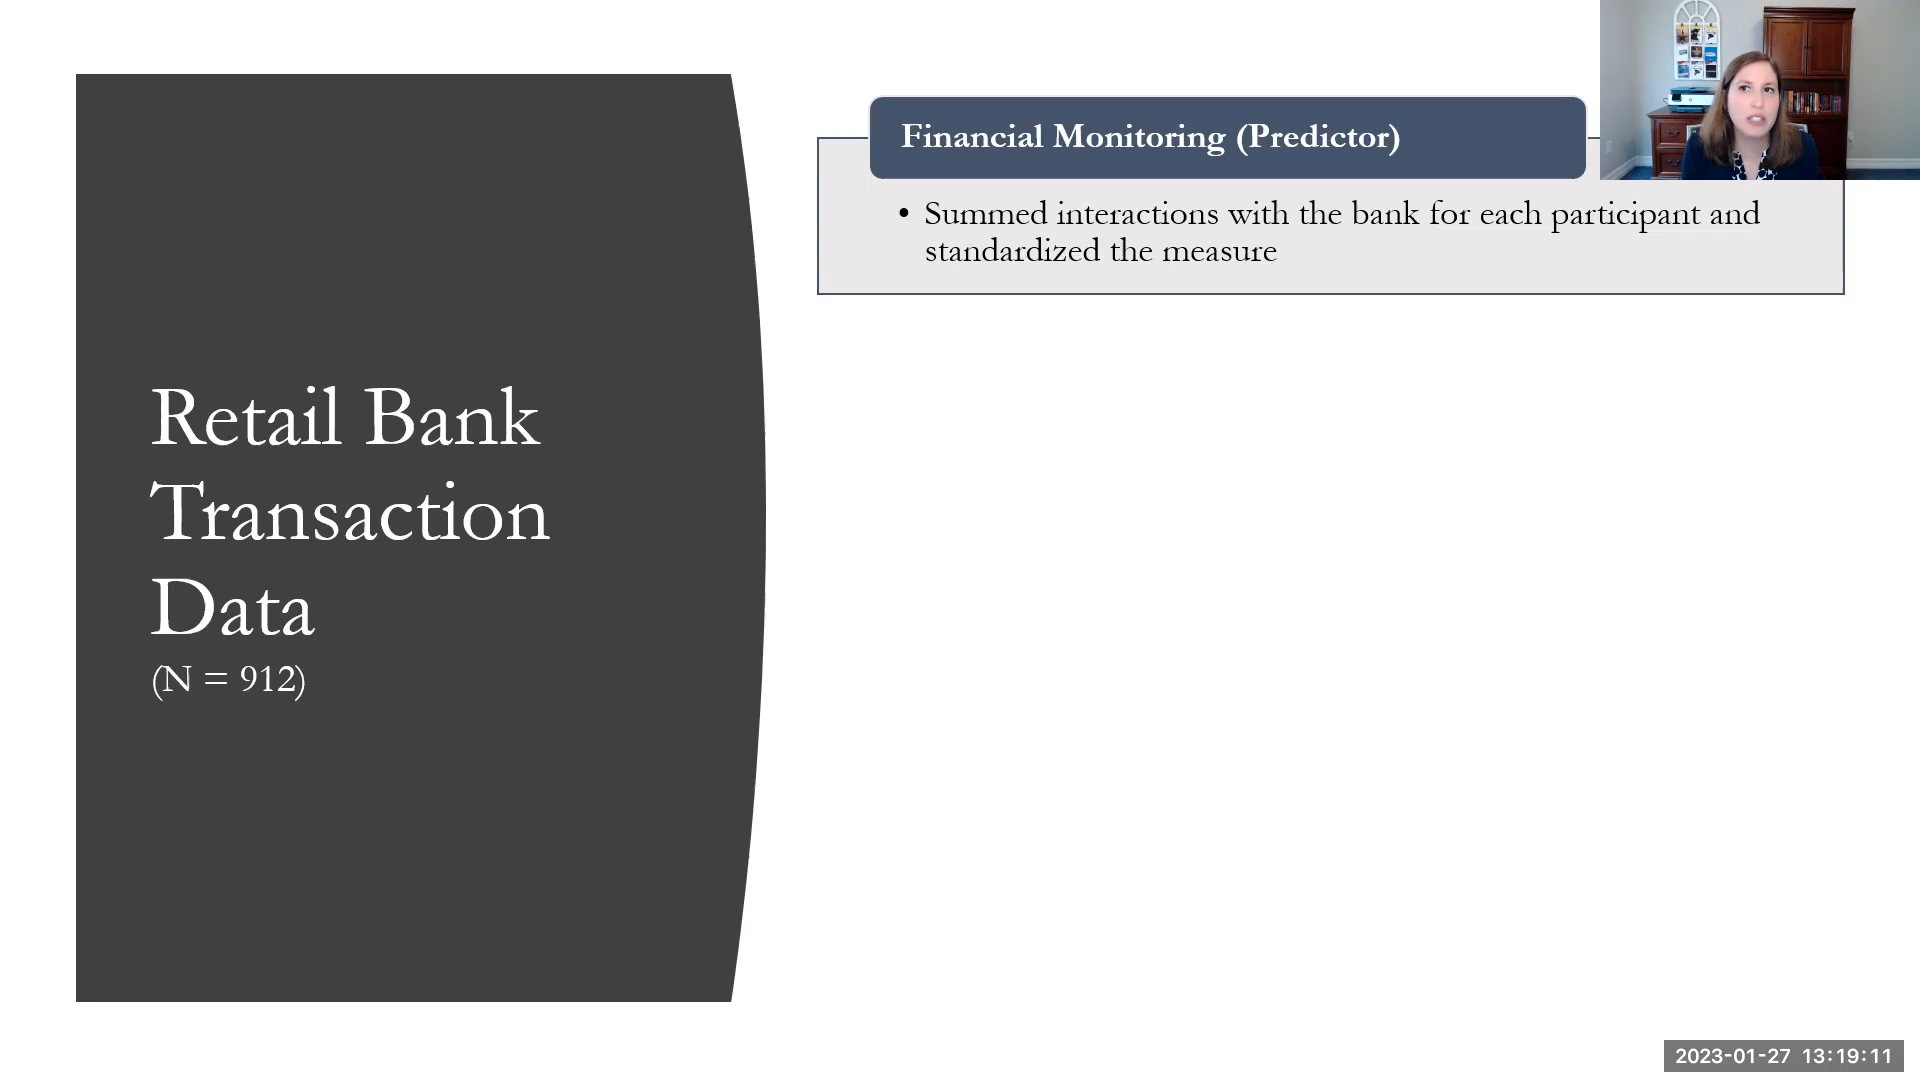 Retail Bank
Transaction
Data
(N = 912)
Financial Monitoring (Predictor)
• Summed interactions with the bank for each participant and
standardized the measure
2023-01-27 13:19:11